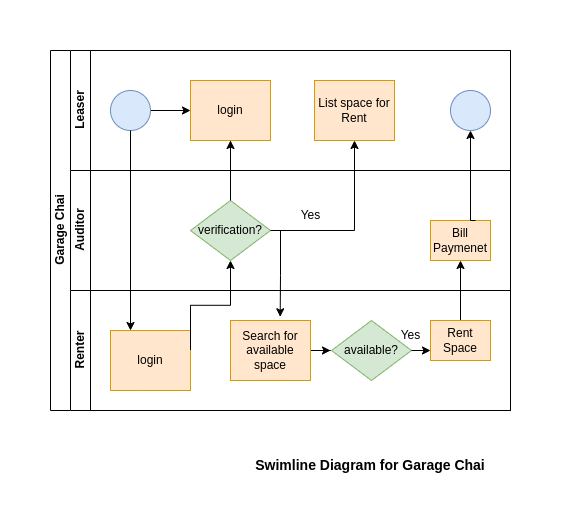 Garage Chai
Leaser
login
List space for
Rent
Auditor
verification?
Yes
Bill
Paymenet
Renter
login
Search for
available
space
available?
Yes
Rent
Space
Swimline Diagram for Garage Chai